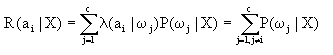 R(a_i | X) = \sum_{j=1}^{c} λ(a_i | ω_j) P(ω_j | X) = \sum_{j=1, j≠i}^{c} P(ω_j | X)